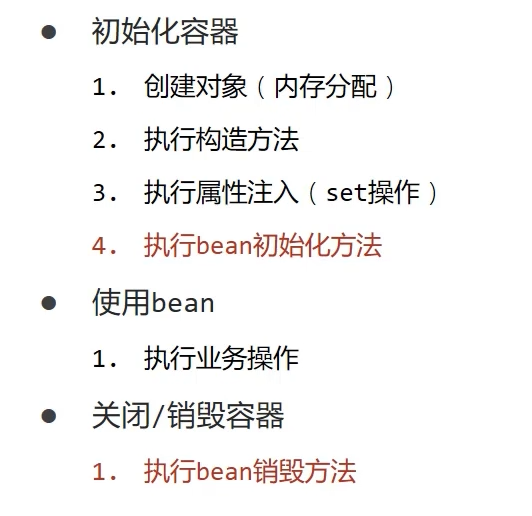 ● 初始化容器
1. 创建对象（内存分配）
2. 执行构造方法
3. 执行属性注入（set操作）
4. 执行bean初始化方法
● 使用bean
1. 执行业务操作
● 关闭/销毁容器
1. 执行bean销毁方法